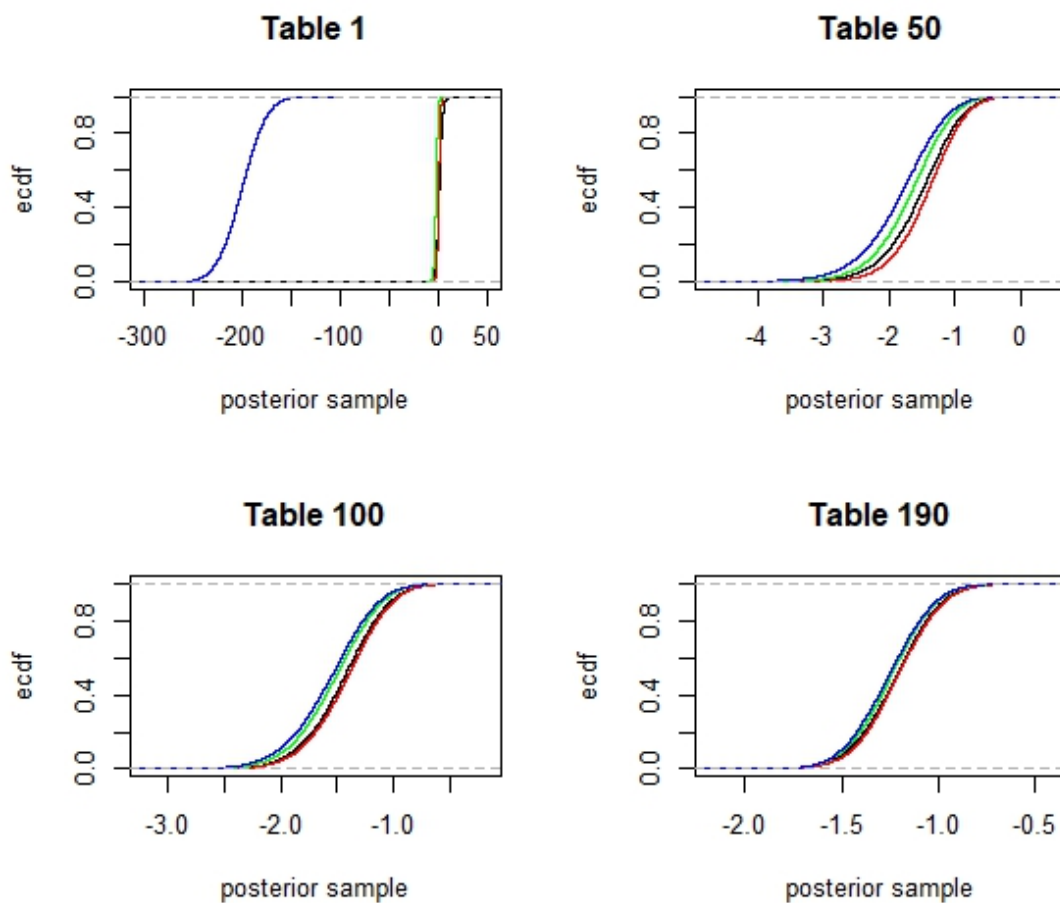 Table 1
ecdf
0.0 0.4 0.8
-300 -200 -100 0 50
posterior sample
Table 50
ecdf
0.0 0.4 0.8
-4 -3 -2 -1 0
posterior sample
Table 100
ecdf
0.0 0.4 0.8
-3.0 -2.0 -1.0
posterior sample
Table 190
ecdf
0.0 0.4 0.8
-2.0 -1.5 -1.0 -0.5
posterior sample